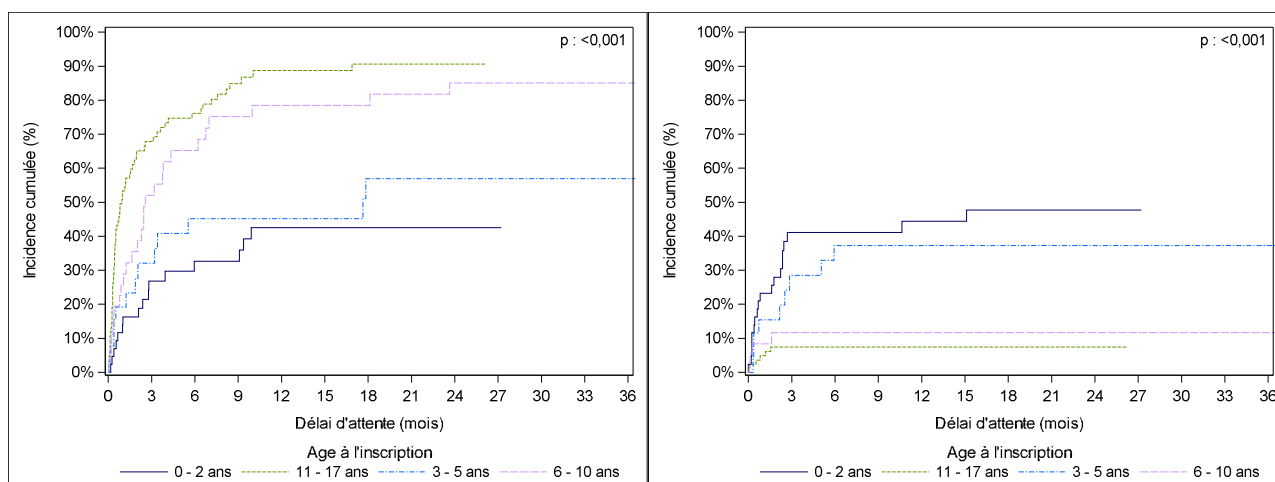 100%
90%
80%
70%
60%
50%
40%
30%
20%
10%
0%
Incidence cumulée (%)
p : <0,001
0 3 6 9 12 15 18 21 24 27 30 33 36
Délai d'attente (mois)
Age à l'inscription
0 - 2 ans 11 - 17 ans 3 - 5 ans 6 - 10 ans
100%
90%
80%
70%
60%
50%
40%
30%
20%
10%
0%
Incidence cumulée (%)
p : <0,001
0 3 6 9 12 15 18 21 24 27 30 33 36
Délai d'attente (mois)
Age à l'inscription
0 - 2 ans 11 - 17 ans 3 - 5 ans 6 - 10 ans